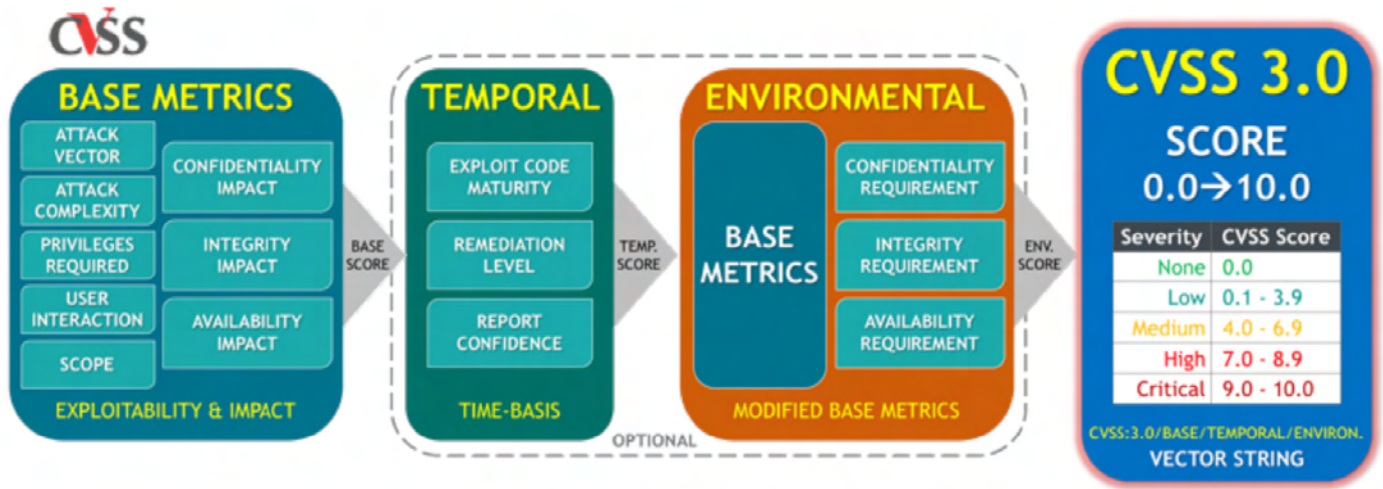 CVSS
BASE METRICS
ATTACK
VECTOR
ATTACK
COMPLEXITY
PRIVILEGES
REQUIRED
USER
INTERACTION
SCOPE
CONFIDENTIALITY
IMPACT
INTEGRITY
IMPACT
AVAILABILITY
IMPACT
EXPLOITABILITY & IMPACT
BASE
SCORE
TEMPORAL
EXPLOIT CODE
MATURITY
REMEDIATION
LEVEL
REPORT
CONFIDENCE
TIME-BASIS
TEMP.
SCORE
ENVIRONMENTAL
BASE
METRICS
CONFIDENTIALITY
REQUIREMENT
INTEGRITY
REQUIREMENT
AVAILABILITY
REQUIREMENT
MODIFIED BASE METRICS
OPTIONAL
ENV.
SCORE
CVSS 3.0
SCORE
0.0→10.0
Severity CVSS Score
None 0.0
Low 0.1 - 3.9
Medium 4.0 - 6.9
High 7.0 - 8.9
Critical 9.0 - 10.0
CVSS:3.0/BASE/TEMPORAL/ENVIRON.
VECTOR STRING